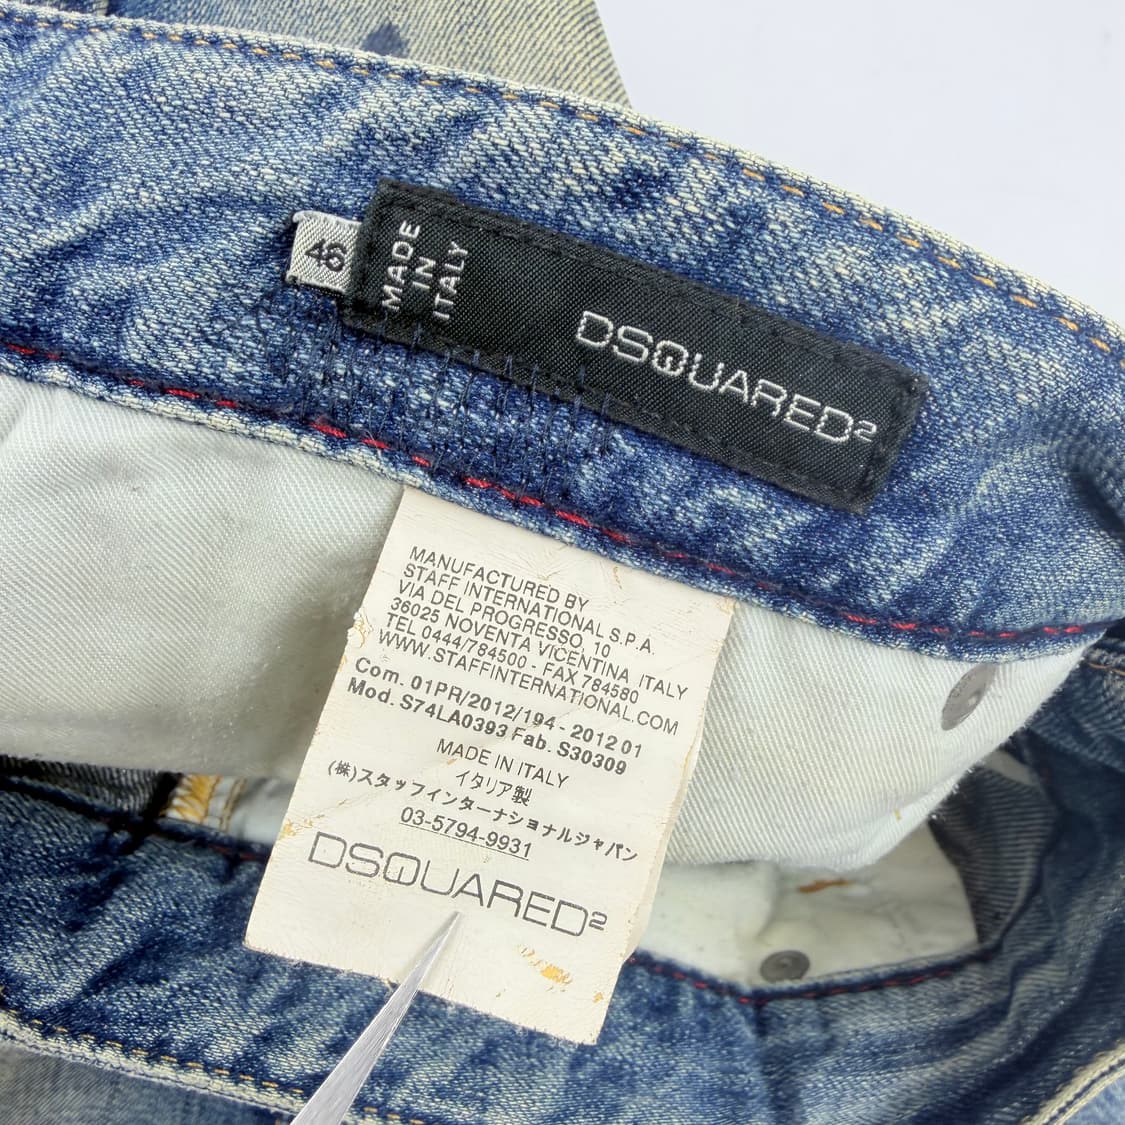 46
MADE
IN
ITALY
DSQUARED²
MANUFACTURED BY
STAFF INTERNATIONAL S.P.A.
VIA DEL PROGRESSO, 10
36025 NOVENTA VICENTINA, ITALY
TEL 0444/784500 - FAX 784580
WWW.STAFFINTERNATIONAL.COM
Com. 01PR/2012/194 - 2012 01
Mod. S74LA0393 Fab. S30309
MADE IN ITALY
イタリア製
(株)スタッフインターナショナルジャパン
03-5794-9931
DSQUARED²